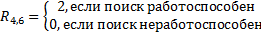 R₄,₆ = { 2, если поиск работоспособен
0, если поиск неработоспособен